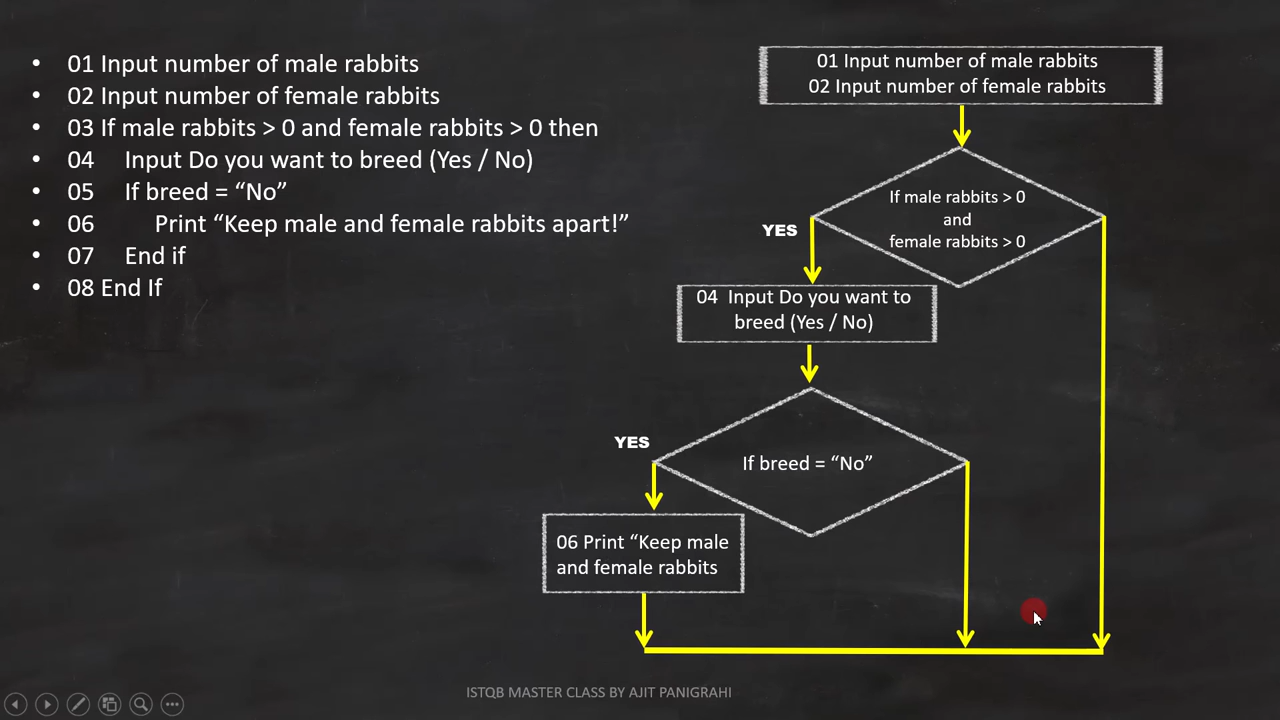 • 01 Input number of male rabbits
• 02 Input number of female rabbits
• 03 If male rabbits > 0 and female rabbits > 0 then
• 04 Input Do you want to breed (Yes / No)
• 05 If breed = “No”
• 06 Print “Keep male and female rabbits apart!”
• 07 End if
• 08 End If
01 Input number of male rabbits
02 Input number of female rabbits
If male rabbits > 0
and
female rabbits > 0
YES
04 Input Do you want to
breed (Yes / No)
YES
If breed = “No”
06 Print “Keep male
and female rabbits
ISTQB MASTER CLASS BY AJIT PANIGRAHI